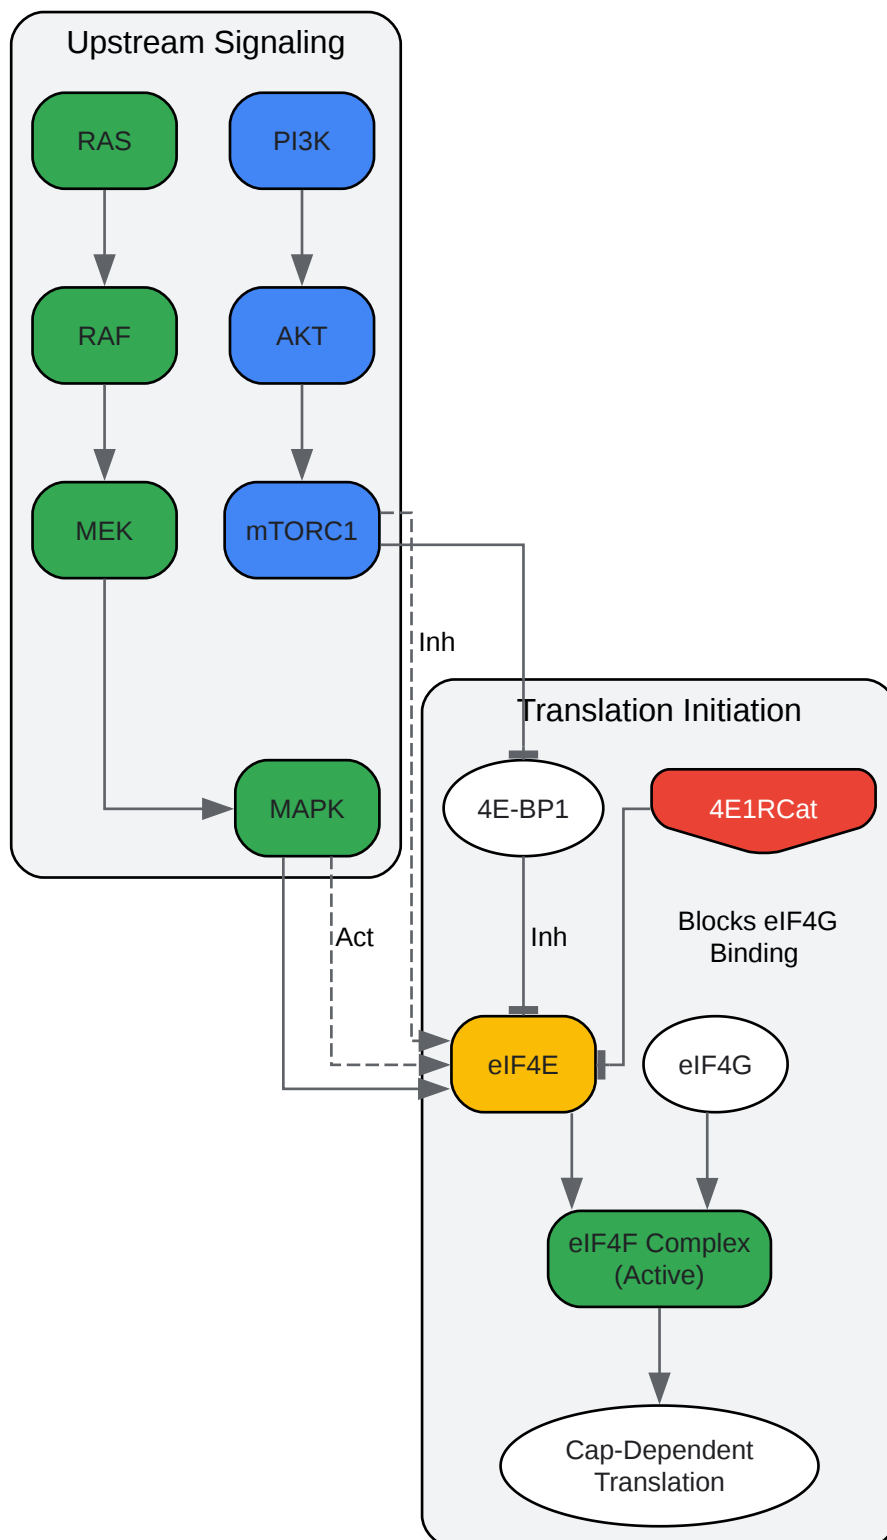 Upstream Signaling
RAS
PI3K
RAF
AKT
MEK
mTORC1
Inh
Translation Initiation
MAPK
4E-BP1
4E1RCat
Act
Inh
Blocks eIF4G
Binding
eIF4E
eIF4G
eIF4F Complex
(Active)
Cap-Dependent
Translation